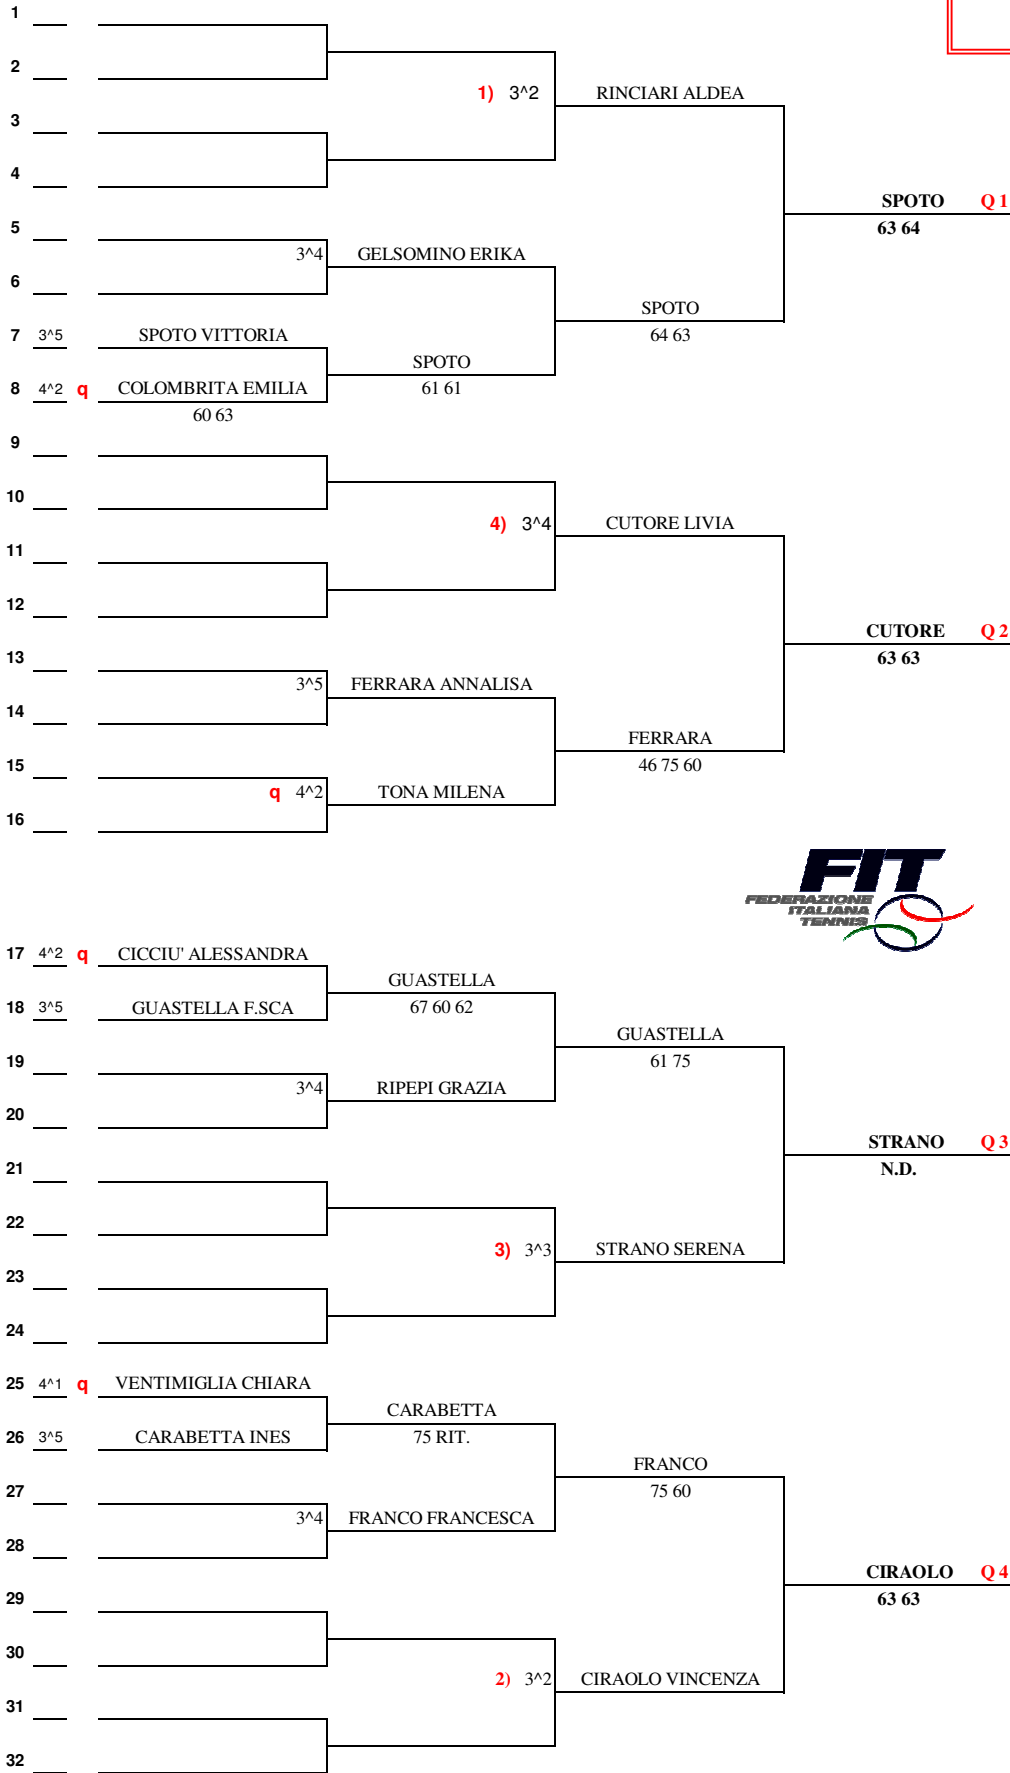 1
2
1) 3^2 RINCIARI ALDEA
3
4
SPOTO Q 1
63 64
5
3^4 GELSOMINO ERIKA
6
SPOTO
64 63
7 3^5 SPOTO VITTORIA
SPOTO
61 61
8 4^2 q COLOMBRITA EMILIA
60 63
9
10
4) 3^4 CUTORE LIVIA
11
12
CUTORE Q 2
63 63
13
3^5 FERRARA ANNALISA
14
FERRARA
46 75 60
15
q 4^2 TONA MILENA
16
FIT
FEDERAZIONE
ITALIANA
TENNIS
17 4^2 q CICCIU' ALESSANDRA
GUASTELLA
67 60 62
18 3^5 GUASTELLA F.SCA
GUASTELLA
61 75
19
3^4 RIPEPI GRAZIA
20
STRANO Q 3
N.D.
21
22
3) 3^3 STRANO SERENA
23
24
25 4^1 q VENTIMIGLIA CHIARA
CARABETTA
75 RIT.
26 3^5 CARABETTA INES
FRANCO
75 60
27
3^4 FRANCO FRANCESCA
28
CIRAOLO Q 4
63 63
29
30
2) 3^2 CIRAOLO VINCENZA
31
32